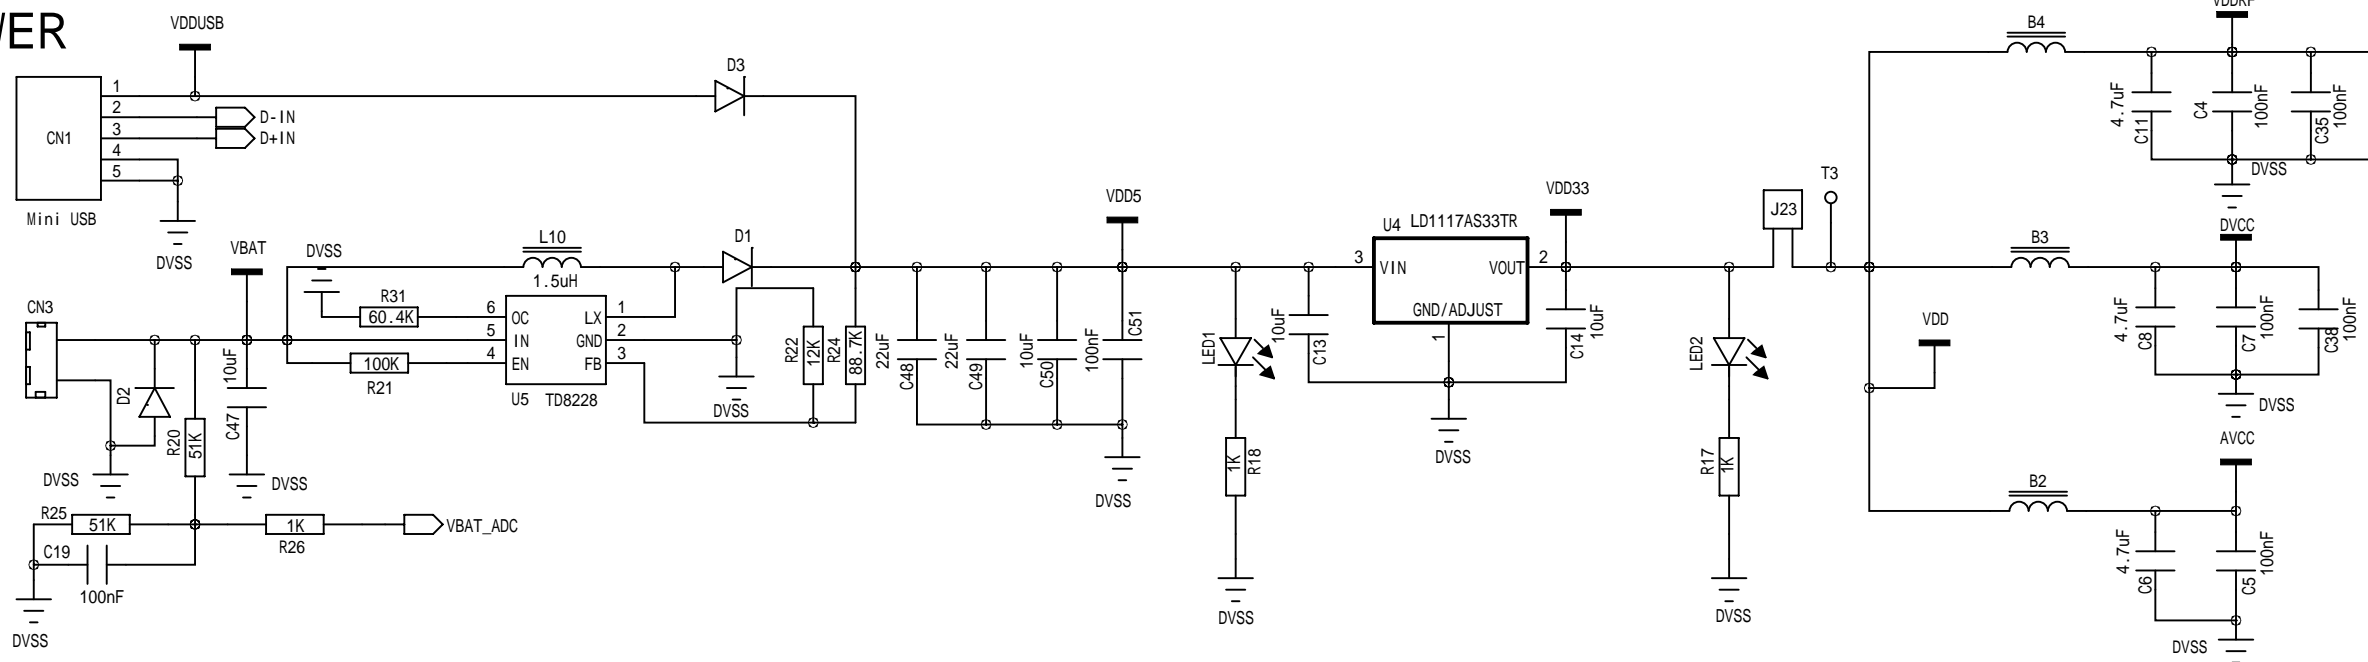 VDDUSB
CN1
1
2
3
4
5
D-IN
D+IN
Mini USB
DVSS
D3
VBAT
DVSS
L10
1.5uH
D1
R31
60.4K
6
5
4
OC
IN
EN
LX
GND
FB
1
2
3
U5 TD8228
100K
R21
CN3
D2
R20
51K
10uF
C47
DVSS
DVSS
R25
51K
C19
100nF
DVSS
1K
R26
VBAT_ADC
DVSS
R22
12K
R24
88.7K
22uF
C48
22uF
C49
10uF
C50
100nF
C51
VDD5
DVSS
LED1
1K
R18
DVSS
10uF
C13
U4 LD1117AS33TR
3
VIN
VOUT
2
GND/ADJUST
1
DVSS
VDD33
C14
10uF
LED2
R17
1K
DVSS
J23
T3
VDD
B4
4.7uF
C11
C4
100nF
C35
100nF
DVSS
B3
DVCC
4.7uF
C8
C7
100nF
C38
100nF
DVSS
B2
AVCC
4.7uF
C6
C5
100nF
DVSS